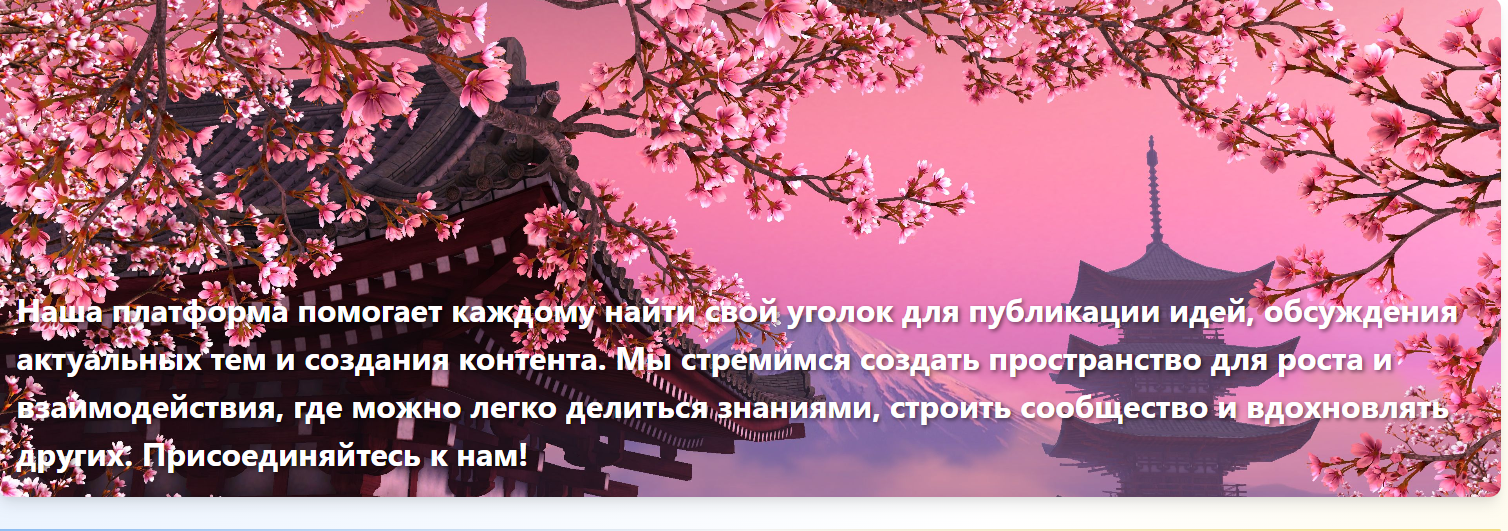 Наша платформа помогает каждому найти свой уголок для публикации идей, обсуждения
актуальных тем и создания контента. Мы стремимся создать пространство для роста и
взаимодействия, где можно легко делиться знаниями, строить сообщество и вдохновлять
других. Присоединяйтесь к нам!